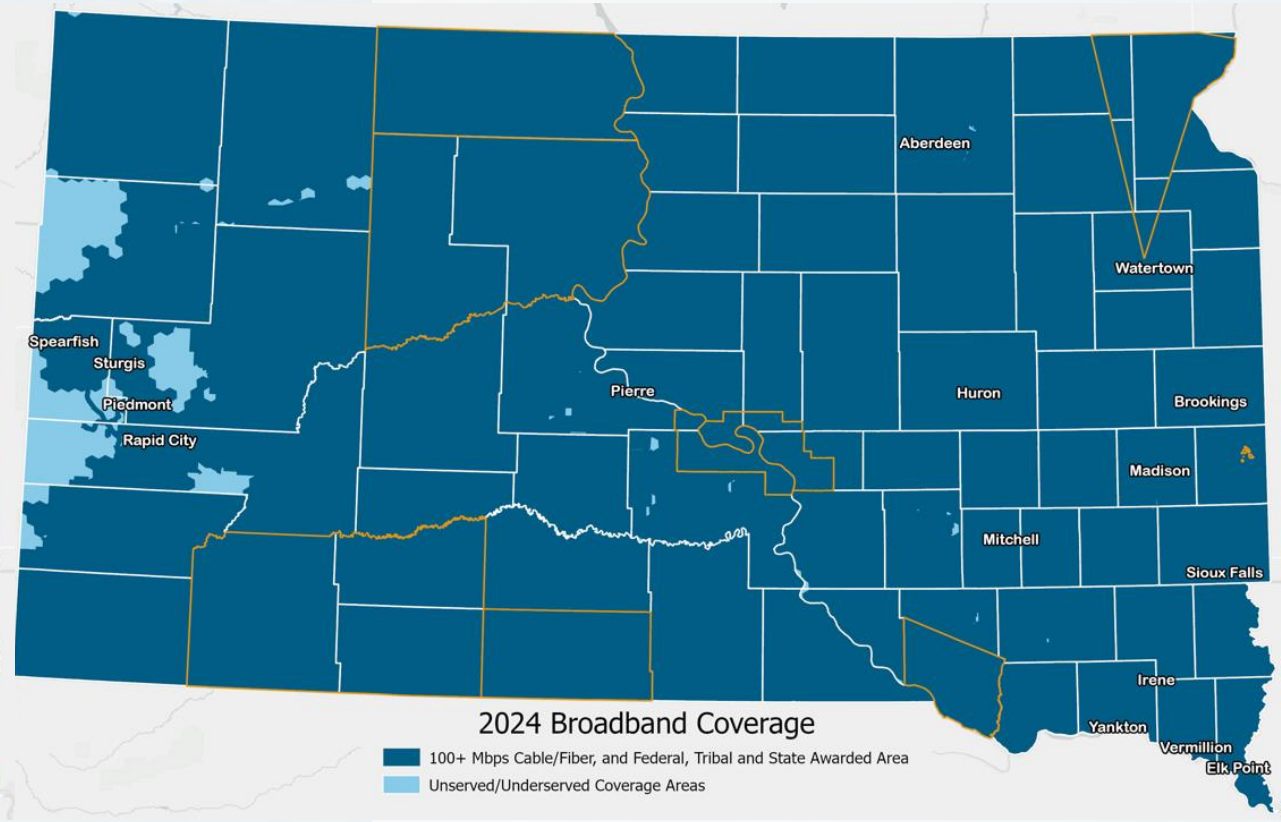 Aberdeen
Watertown
Spearfish
Sturgis
Pierre
Huron
Brookings
Piedmont
Rapid City
Madison
Mitchell
Sioux Falls
Irene
Yankton
Vermillion
Elk Point
2024 Broadband Coverage
100+ Mbps Cable/Fiber, and Federal, Tribal and State Awarded Area
Unserved/Underserved Coverage Areas